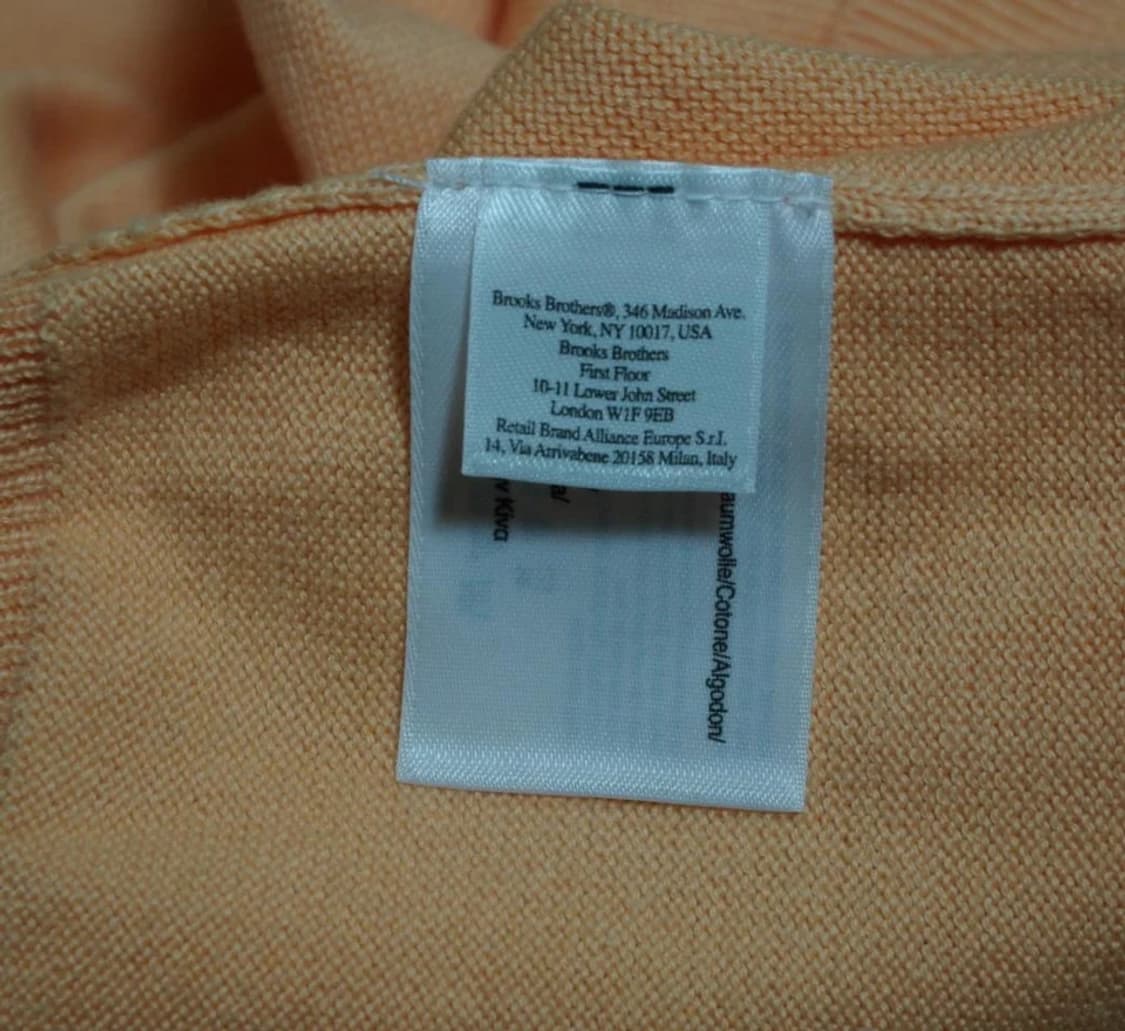 Brooks Brothers®, 346 Madison Ave.
New York, NY 10017, USA
Brooks Brothers
First Floor
10-11 Lower John Street
London W1F 9EB
Retail Brand Alliance Europe S.r.l.
14, Via Arrivabene 20158 Milan, Italy
aumwolle/Cotone/Algodon/
a/
Kiva